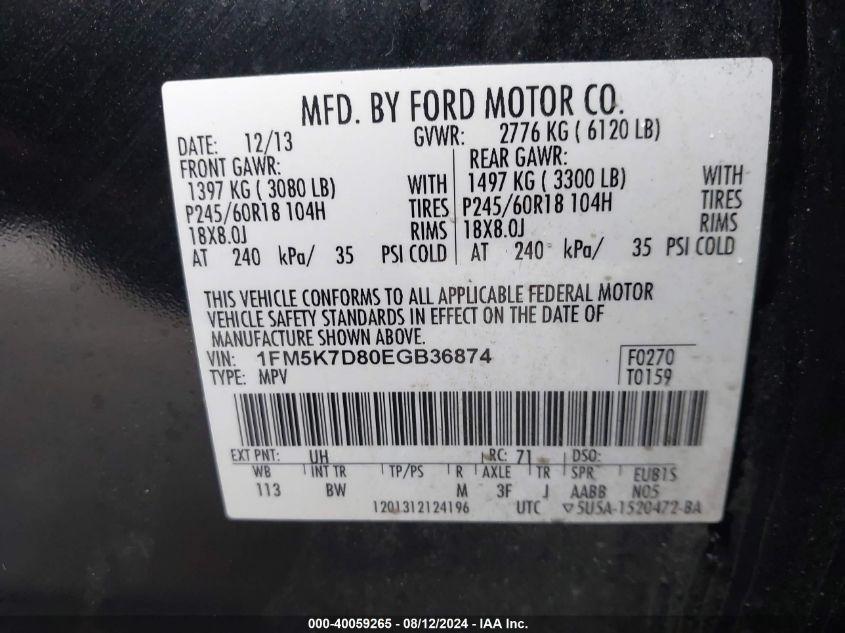 MFD. BY FORD MOTOR CO.
DATE: 12/13 GVWR: 2776 KG ( 6120 LB)
FRONT GAWR: REAR GAWR:
1397 KG ( 3080 LB) WITH 1497 KG ( 3300 LB) WITH
P245/60R18 104H TIRES P245/60R18 104H TIRES
18X8.0J RIMS 18X8.0J RIMS
AT 240 kPa/ 35 PSI COLD AT 240 kPa/ 35 PSI COLD
THIS VEHICLE CONFORMS TO ALL APPLICABLE FEDERAL MOTOR
VEHICLE SAFETY STANDARDS IN EFFECT ON THE DATE OF
MANUFACTURE SHOWN ABOVE.
VIN: 1FM5K7D80EGB36874 F0270
TYPE: MPV T0159
EXT PNT: UH RC: 71 DSO:
WB INT TR TP/PS R AXLE TR SPR EUB1S
113 BW M 3F J AABB N05
1201312124196 UTC ▽5U5A-1520472-BA
000-40059265 - 08/12/2024 - IAA Inc.